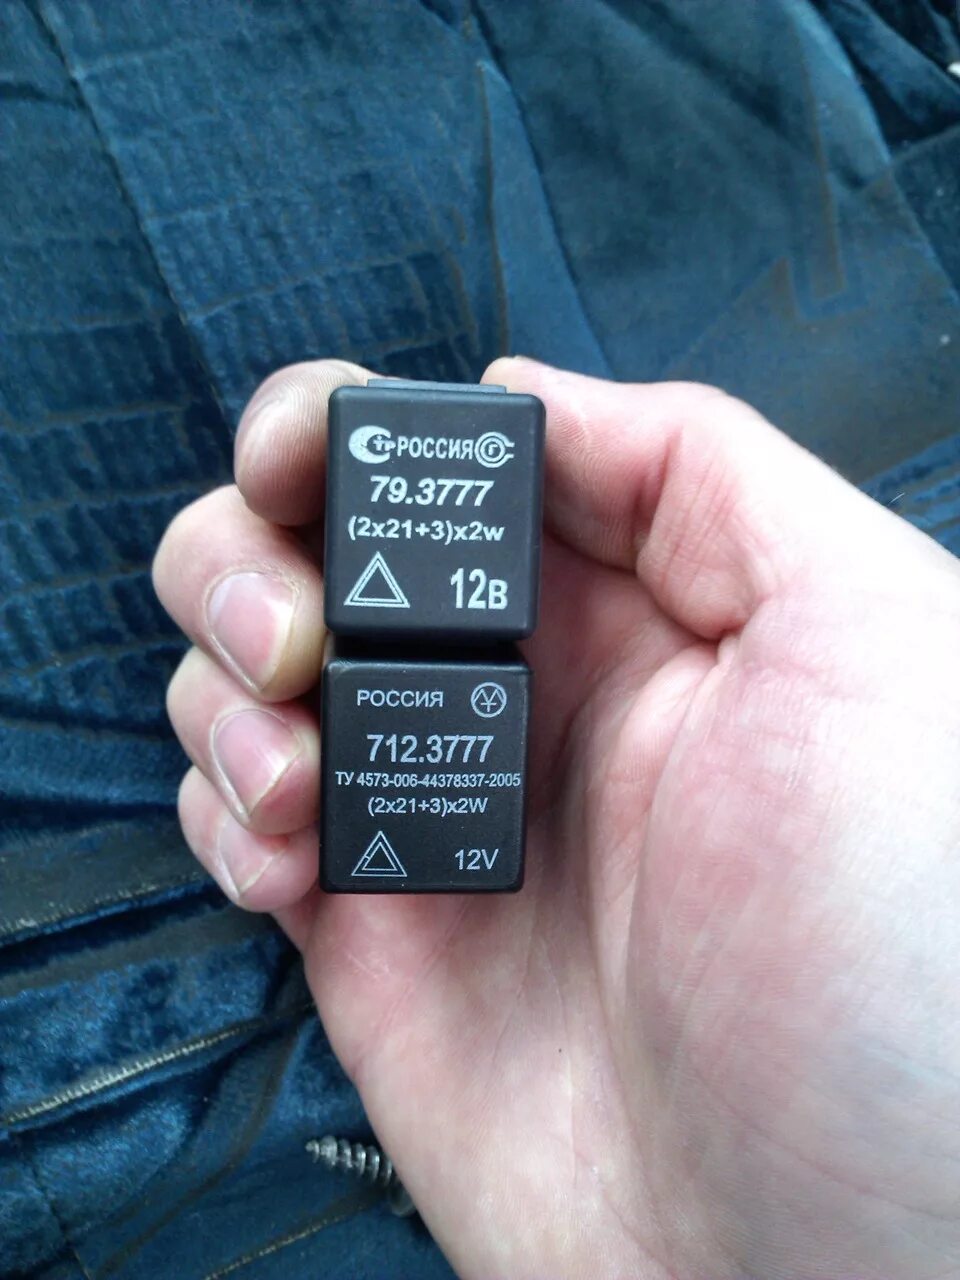 РОССИЯ
79.3777
(2x21+3)x2w
12В
РОССИЯ
712.3777
ТУ 4573-006-44378337-2005
(2x21+3)x2W
12V